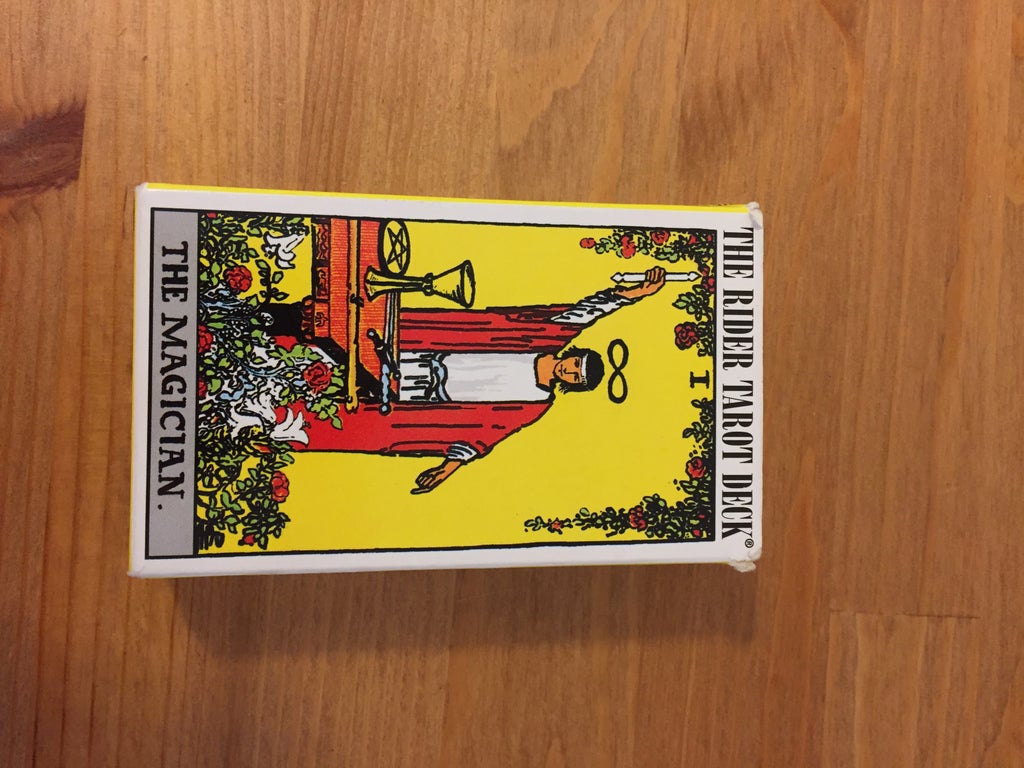 THE RIDER TAROT DECK®
I
THE MAGICIAN.